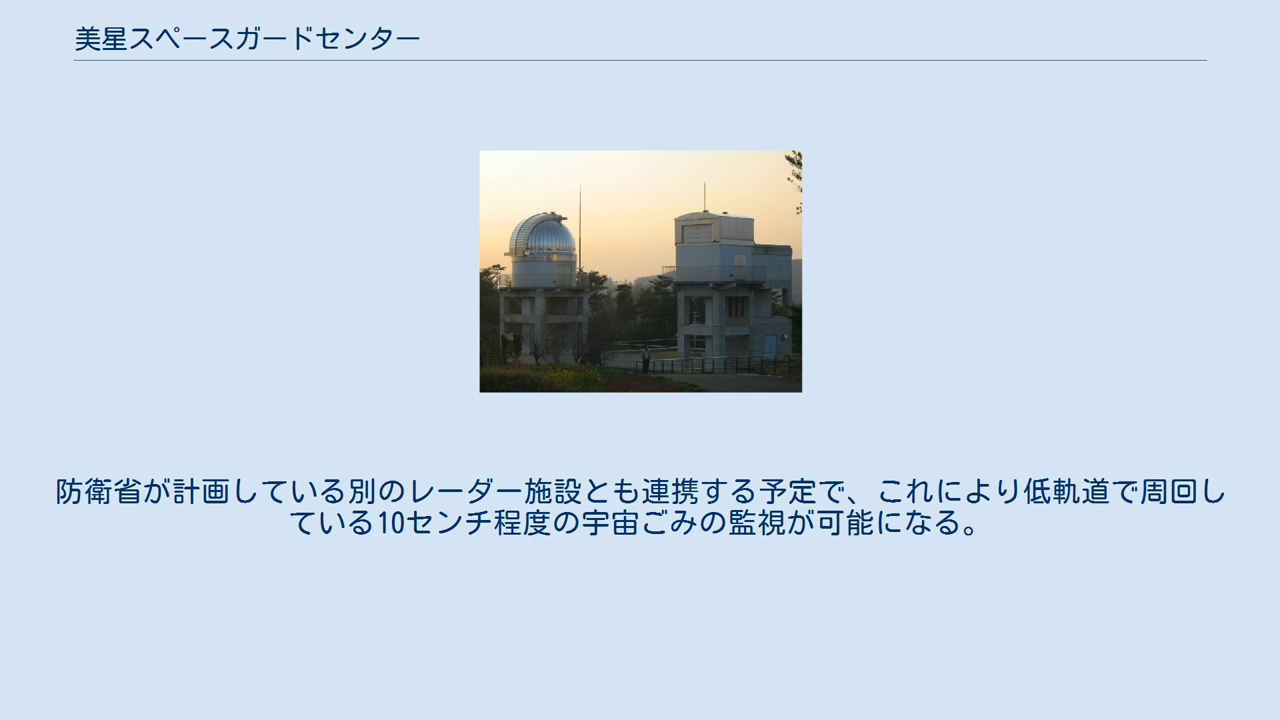 美星スペースガードセンター
防衛省が計画している別のレーダー施設とも連携する予定で、これにより低軌道で周回し
ている10センチ程度の宇宙ごみの監視が可能になる。